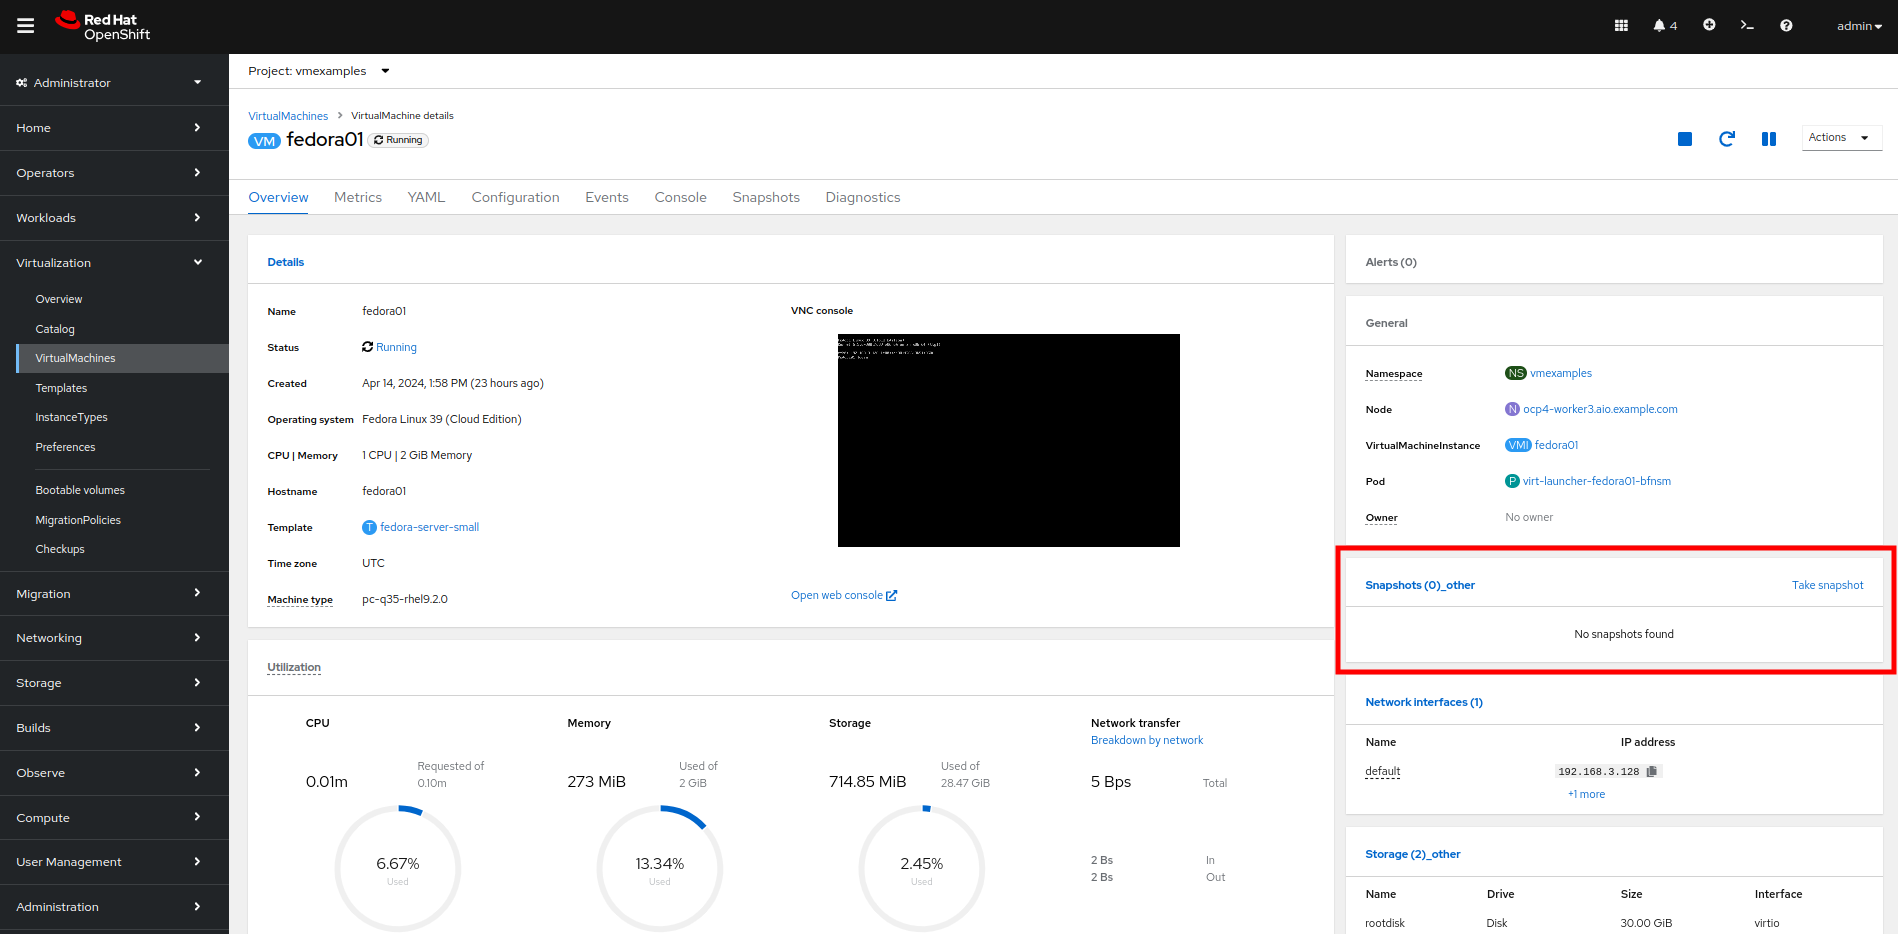 Red Hat
OpenShift
4
admin
Administrator
Home
Operators
Workloads
Virtualization
Overview
Catalog
VirtualMachines
Templates
InstanceTypes
Preferences
Bootable volumes
MigrationPolicies
Checkups
Migration
Networking
Storage
Builds
Observe
Compute
User Management
Administration
Project: vmexamples
VirtualMachines > VirtualMachine details
VM fedora01 Running
Actions
Overview Metrics YAML Configuration Events Console Snapshots Diagnostics
Details
Name fedora01
Status Running
Created Apr 14, 2024, 1:58 PM (23 hours ago)
Operating system Fedora Linux 39 (Cloud Edition)
CPU | Memory 1 CPU | 2 GiB Memory
Hostname fedora01
Template T fedora-server-small
Time zone UTC
Machine type pc-q35-rhel9.2.0
VNC console
Open web console
Utilization
CPU
0.01m
Requested of
0.10m
6.67%
Used
Memory
273 MiB
Used of
2 GiB
13.34%
Used
Storage
714.85 MiB
Used of
28.47 GiB
2.45%
Used
Network transfer
Breakdown by network
5 Bps Total
2 Bs In
2 Bs Out
Alerts (0)
General
Namespace NS vmexamples
Node N ocp4-worker3.aio.example.com
VirtualMachineInstance VMI fedora01
Pod P virt-launcher-fedora01-bfnsm
Owner No owner
Snapshots (0)_other Take snapshot
No snapshots found
Network interfaces (1)
Name IP address
default 192.168.3.128
+1 more
Storage (2)_other
Name Drive Size Interface
rootdisk Disk 30.00 GiB virtio